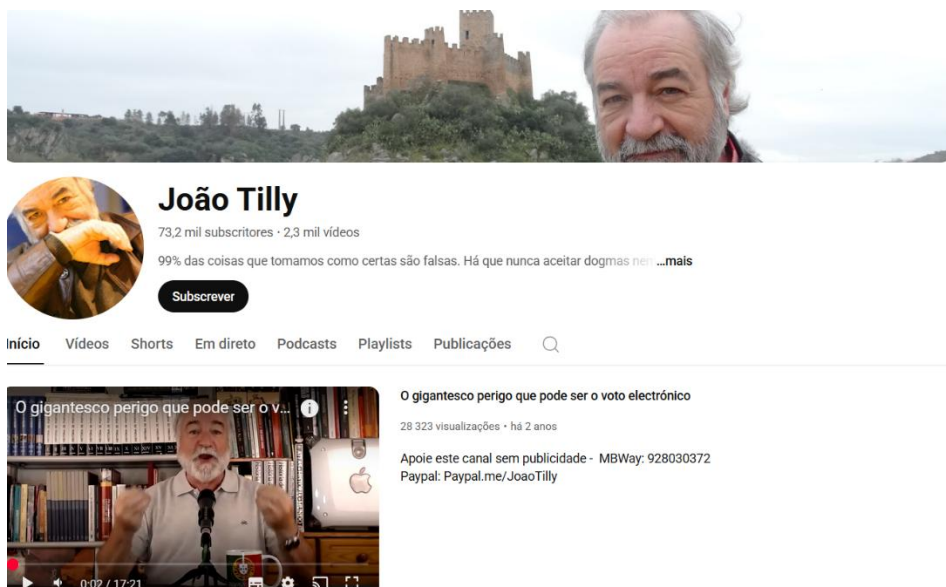 João Tilly
73,2 mil subscritores • 2,3 mil vídeos
99% das coisas que tomamos como certas são falsas. Há que nunca aceitar dogmas nem ...mais
Subscrever
Início Vídeos Shorts Em direto Podcasts Playlists Publicações
O gigantesco perigo que pode ser o v...
0:02 / 17:21
O gigantesco perigo que pode ser o voto electrónico
28 323 visualizações • há 2 anos
Apoie este canal sem publicidade - MBWay: 928030372
Paypal: Paypal.me/JoaoTilly